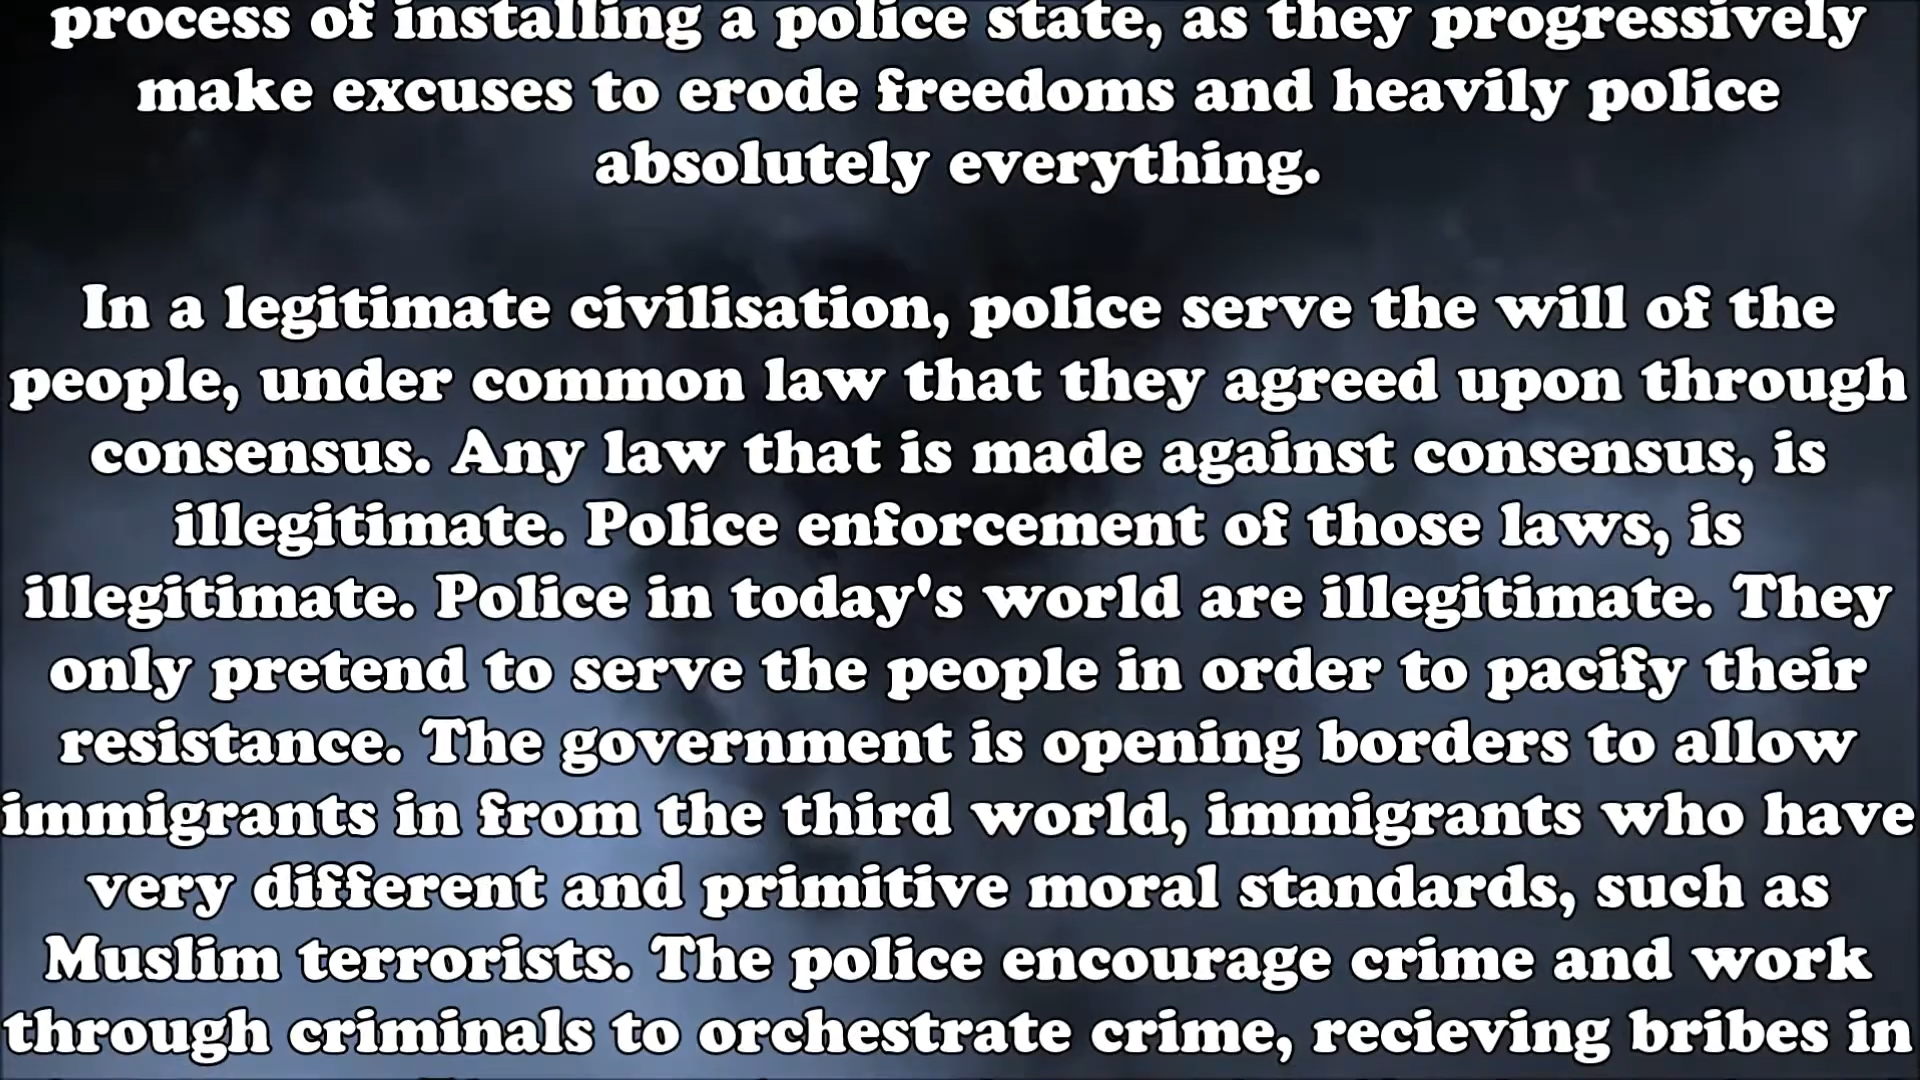 process of installing a police state, as they progressively
make excuses to erode freedoms and heavily police
absolutely everything.
In a legitimate civilisation, police serve the will of the
people, under common law that they agreed upon through
consensus. Any law that is made against consensus, is
illegitimate. Police enforcement of those laws, is
illegitimate. Police in today's world are illegitimate. They
only pretend to serve the people in order to pacify their
resistance. The government is opening borders to allow
immigrants in from the third world, immigrants who have
very different and primitive moral standards, such as
Muslim terrorists. The police encourage crime and work
through criminals to orchestrate crime, recieving bribes in